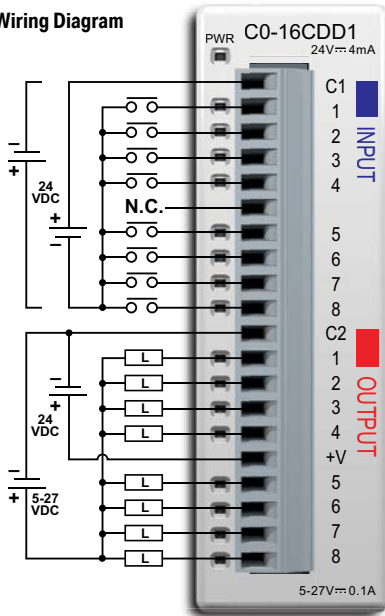 Wiring Diagram
PWR
C0-16CDD1
24V⎓4mA
C1
1
2
3
4
N.C.
5
6
7
8
INPUT
– + 24 VDC
+ –
C2
1
2
3
4
+V
5
6
7
8
OUTPUT
L
L
L
L
L
L
L
L
+ –
24 VDC
– +
5-27 VDC
5-27V⎓0.1A